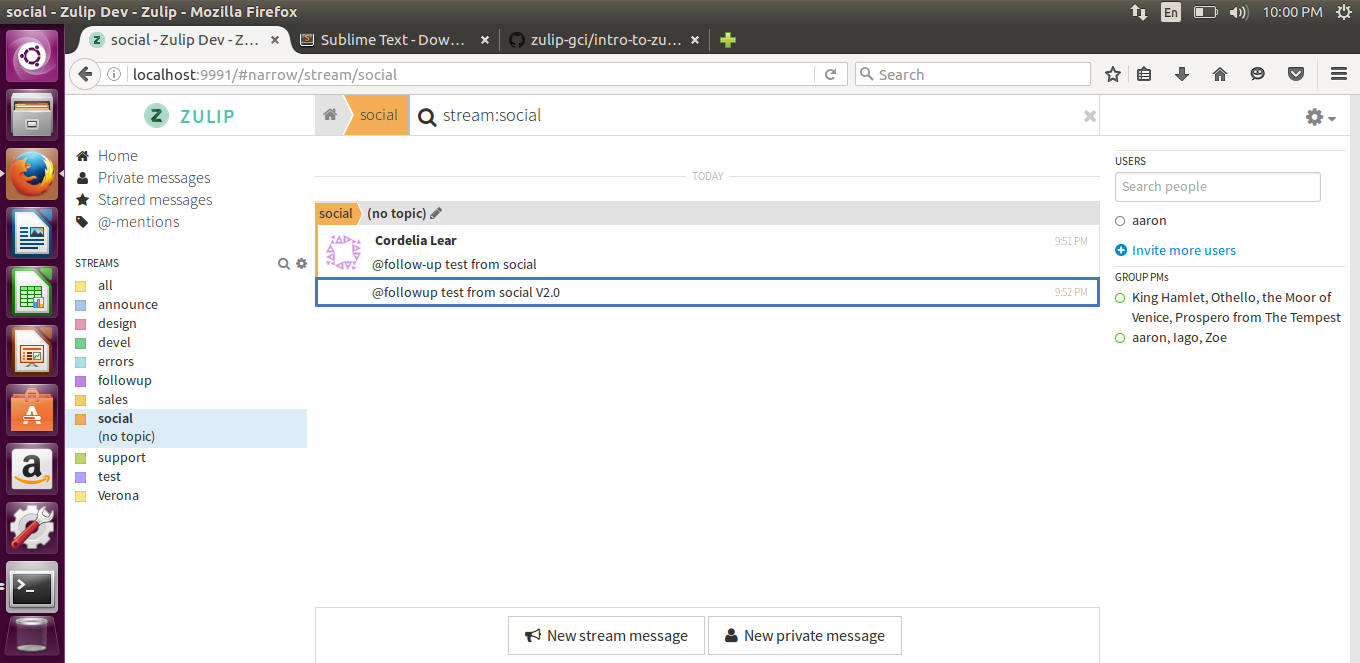 social - Zulip Dev - Zulip - Mozilla Firefox
En
10:00 PM
social - Zulip Dev - Z...
Sublime Text - Dow...
zulip-gci/intro-to-zu...
localhost:9991/#narrow/stream/social
Search
ZULIP
social
stream:social
Home
Private messages
Starred messages
@-mentions
STREAMS
all
announce
design
devel
errors
followup
sales
social
(no topic)
support
test
Verona
TODAY
social
(no topic)
Cordelia Lear
9:51 PM
@follow-up test from social
@followup test from social V2.0
9:52 PM
New stream message
New private message
USERS
Search people
aaron
Invite more users
GROUP PMs
King Hamlet, Othello, the Moor of
Venice, Prospero from The Tempest
aaron, Iago, Zoe